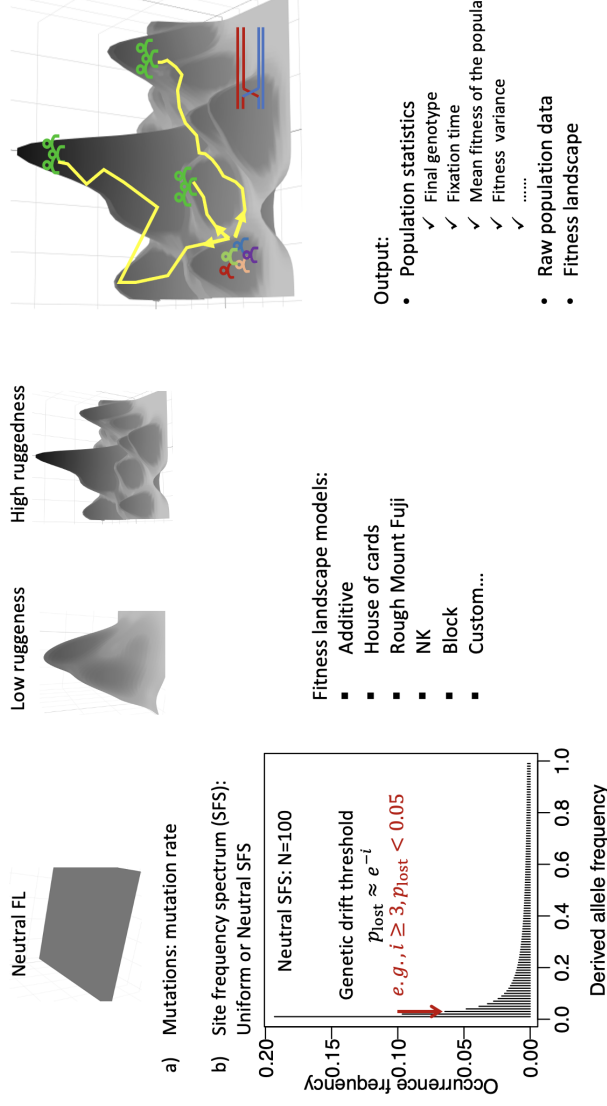 Neutral FL
Low ruggeness
High ruggedness
a) Mutations: mutation rate
b) Site frequency spectrum (SFS):
Uniform or Neutral SFS
Neutral SFS: N=100
Genetic drift threshold
p_lost ≈ e^{-i}
e.g., i ≥ 3, p_lost < 0.05
Occurrence frequency
0.20
0.15
0.10
0.05
0.00
0.0 0.2 0.4 0.6 0.8 1.0
Derived allele frequency
Fitness landscape models:
▪ Additive
▪ House of cards
▪ Rough Mount Fuji
▪ NK
▪ Block
▪ Custom...
Output:
• Population statistics
✓ Final genotype
✓ Fixation time
✓ Mean fitness of the popula
✓ Fitness variance
✓ ......
• Raw population data
• Fitness landscape